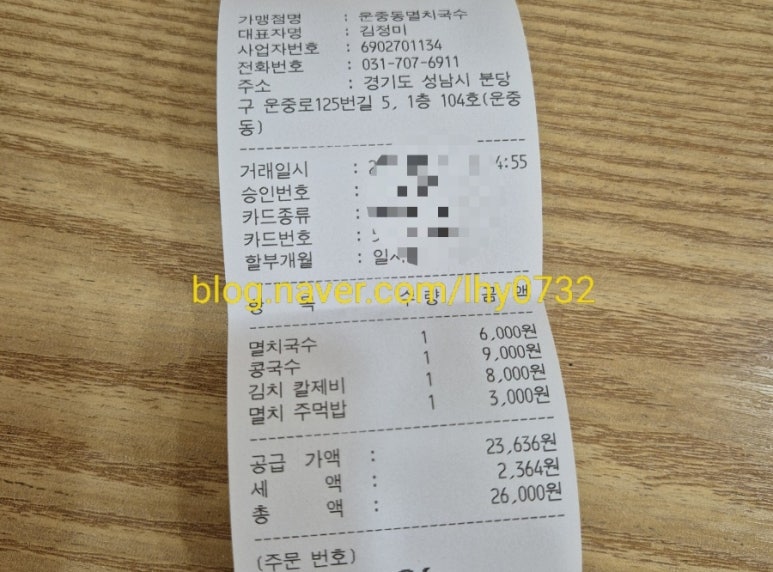 가맹점명 : 운중동멸치국수
대표자명 : 김정미
사업자번호 : 6902701134
전화번호 : 031-707-6911
주소 : 경기도 성남시 분당
구 운중로125번길 5, 1층 104호(운중
동)
거래일시 : 4:55
승인번호 :
카드종류 :
카드번호 :
할부개월 :
blog.naver.com/lhy0732
항 목 수 량 금 액
멸치국수 1 6,000원
콩국수 1 9,000원
김치 칼제비 1 8,000원
멸치 주먹밥 1 3,000원
공급 가액 : 23,636원
세 액 : 2,364원
총 액 : 26,000원
(주문 번호)